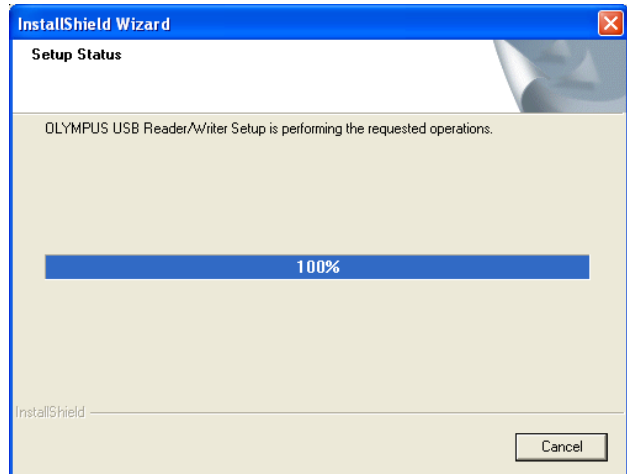 InstallShield Wizard
Setup Status
OLYMPUS USB Reader/Writer Setup is performing the requested operations.
100%
InstallShield
Cancel